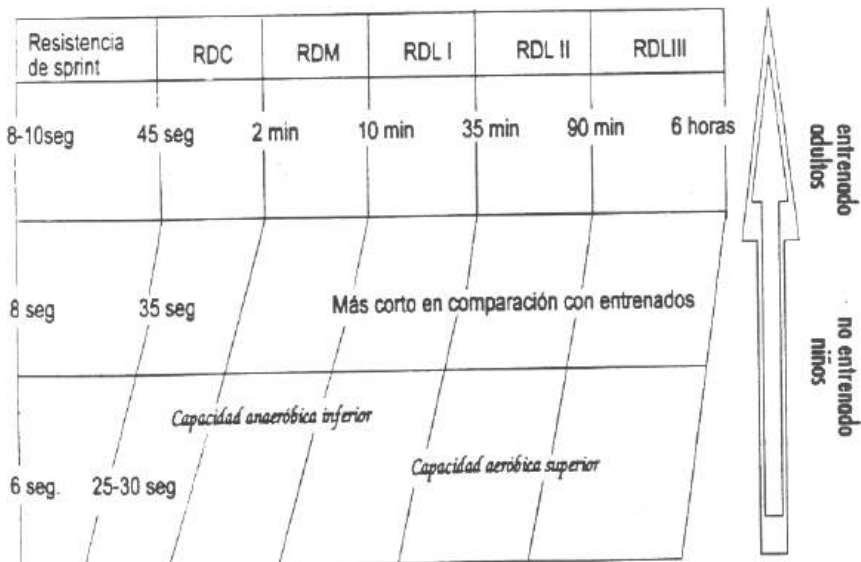 Resistencia
de sprint
RDC
RDM
RDL I
RDL II
RDLIII
8-10seg
45 seg
2 min
10 min
35 min
90 min
6 horas
entrenado
adultos
8 seg
35 seg
Más corto en comparación con entrenados
no entrenado
niños
Capacidad anaeróbica inferior
Capacidad aeróbica superior
6 seg.
25-30 seg